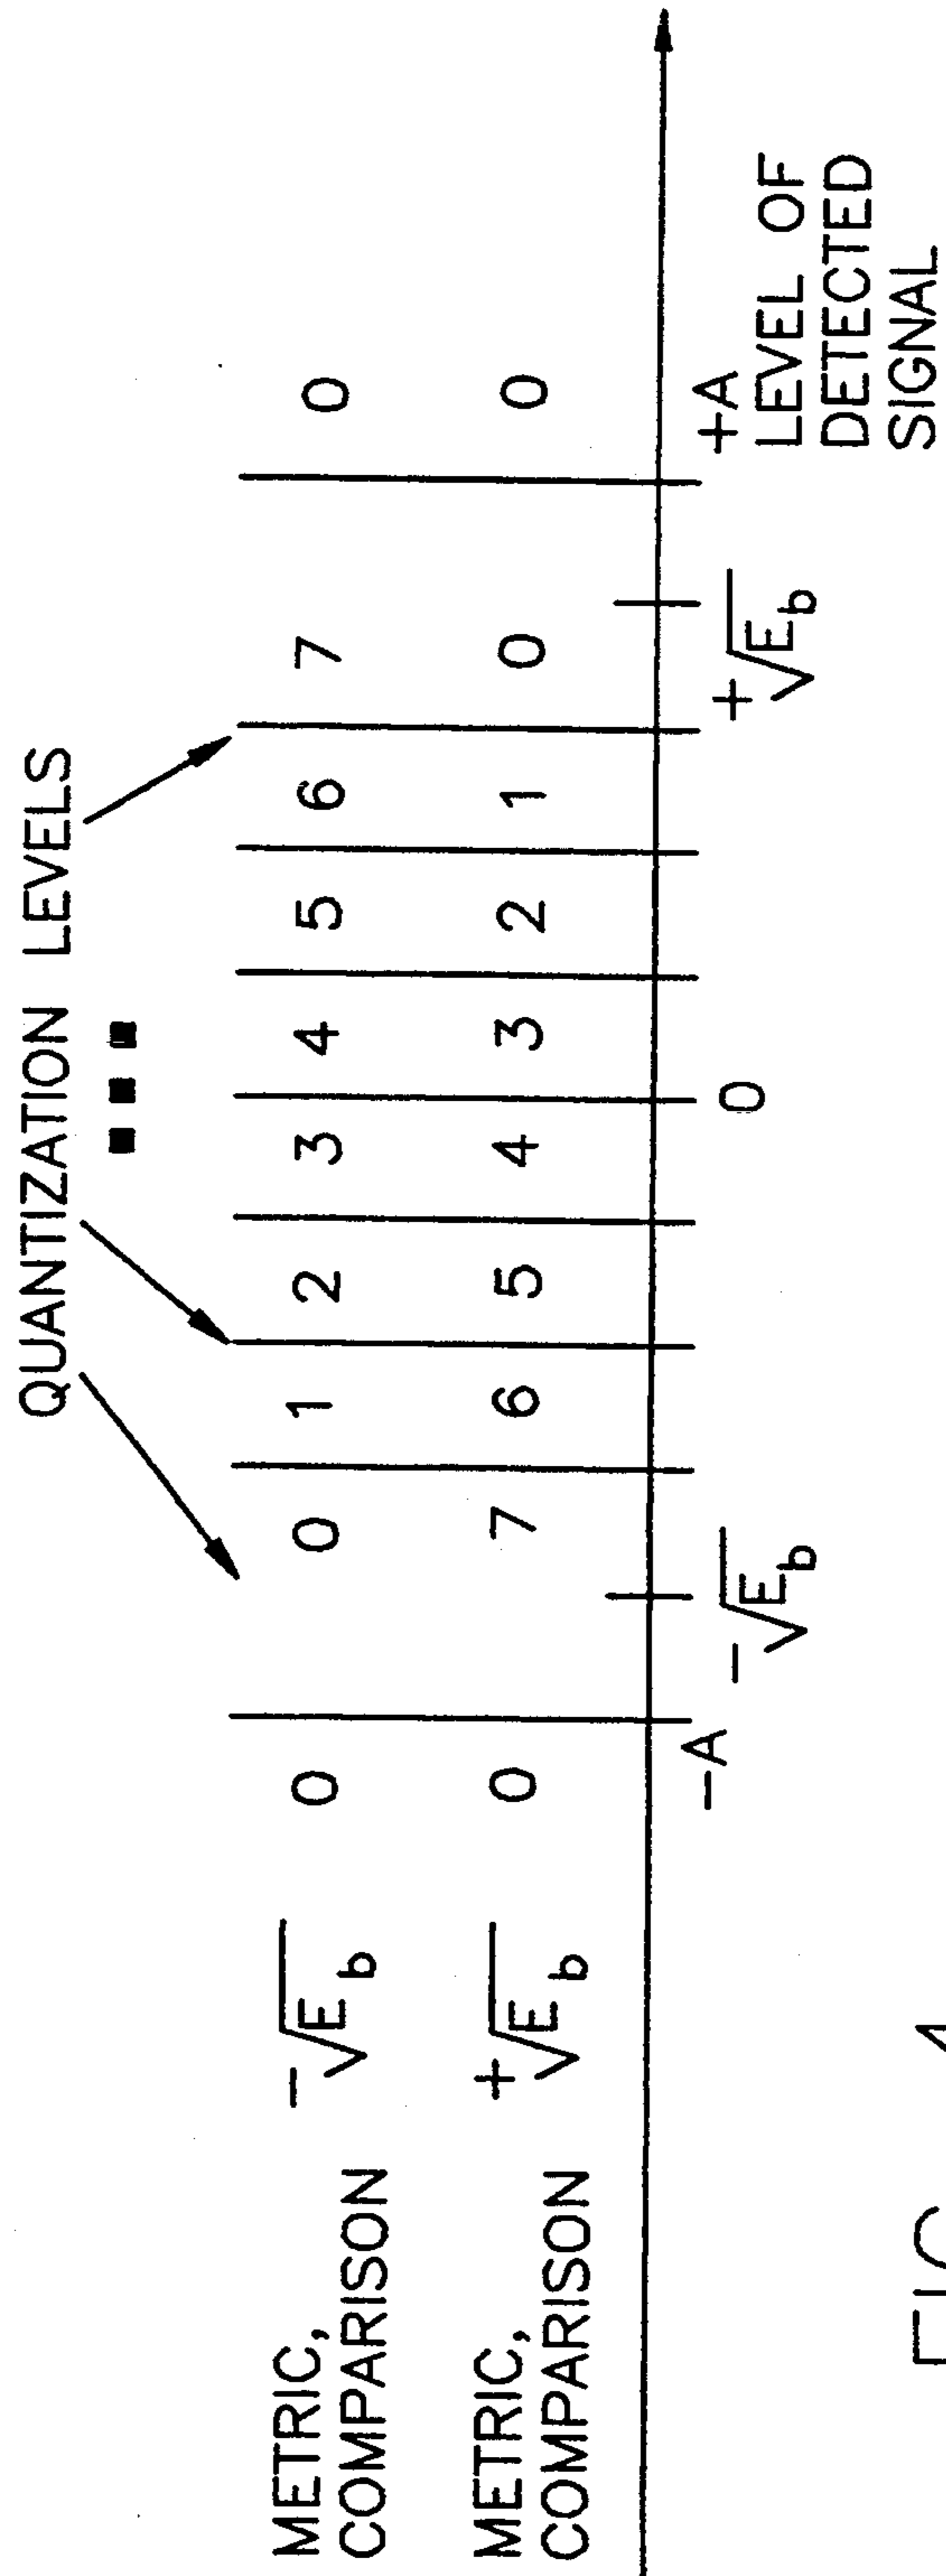 QUANTIZATION LEVELS
METRIC, COMPARISON −√E_b 0 0 1 2 3 4 5 6 7 0
METRIC, COMPARISON +√E_b 0 7 6 5 4 3 2 1 0 0
−A −√E_b 0 +√E_b +A
LEVEL OF
DETECTED
SIGNAL